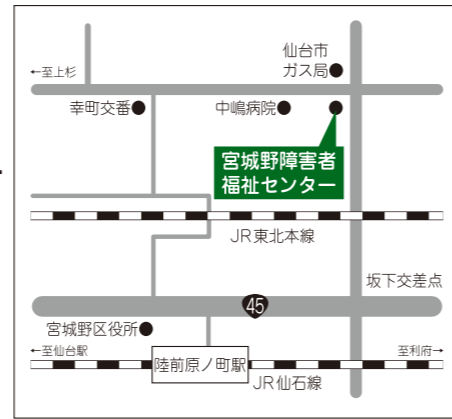 仙台市
ガス局
←至上杉
幸町交番
中嶋病院
宮城野障害者
福祉センター
JR東北本線
坂下交差点
45
宮城野区役所
←至仙台駅
陸前原ノ町駅
至利府→
JR仙石線